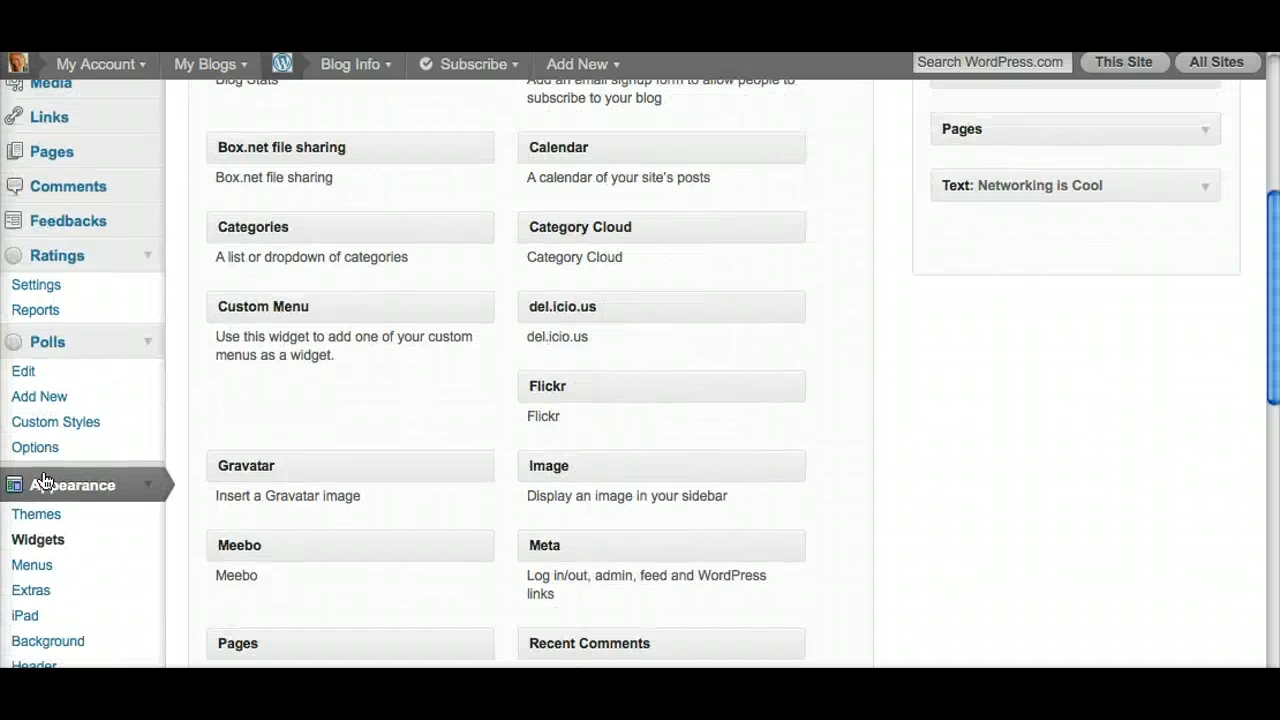 My Account
My Blogs
Blog Info
Subscribe
Add New
Search WordPress.com
This Site
All Sites
Media
Links
Pages
Comments
Feedbacks
Ratings
Settings
Reports
Polls
Edit
Add New
Custom Styles
Options
Appearance
Themes
Widgets
Menus
Extras
iPad
Background
Header
Blog Stats
Add an email signup form to allow people to
subscribe to your blog
Box.net file sharing
Box.net file sharing
Calendar
A calendar of your site's posts
Categories
A list or dropdown of categories
Category Cloud
Category Cloud
Custom Menu
Use this widget to add one of your custom
menus as a widget.
del.icio.us
del.icio.us
Flickr
Flickr
Gravatar
Insert a Gravatar image
Image
Display an image in your sidebar
Meebo
Meebo
Meta
Log in/out, admin, feed and WordPress
links
Pages
Recent Comments
Pages
Text: Networking is Cool